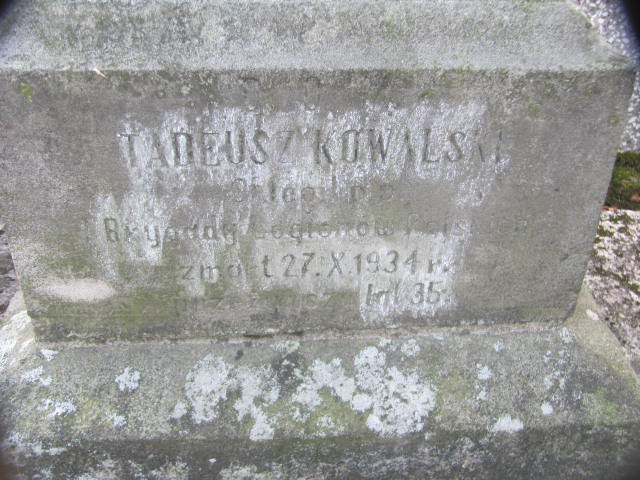 TADEUSZ KOWALSKI
Brygady Legionów Polskich
zmarł 27.X.1934 r.
lat 35.